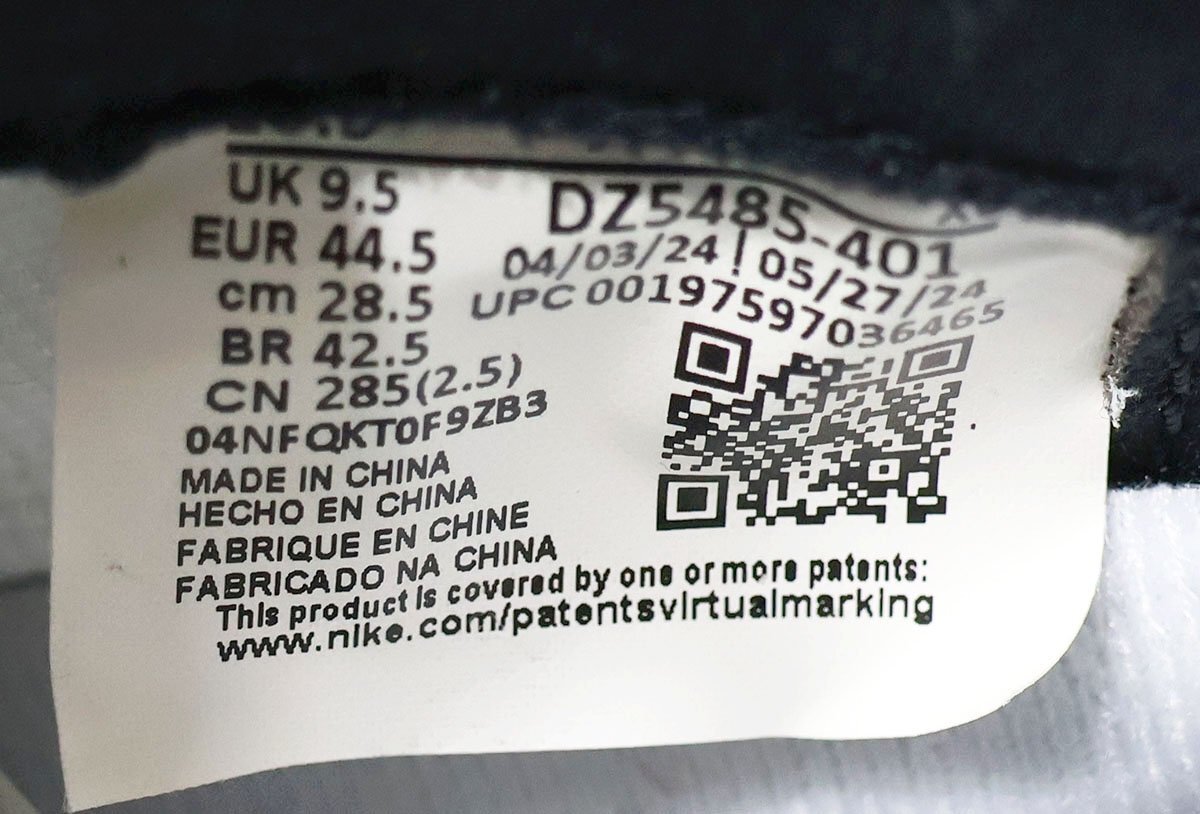 UK 9.5
EUR 44.5
cm 28.5
BR 42.5
CN 285(2.5)
04NFQKT0F9ZB3
MADE IN CHINA
HECHO EN CHINA
FABRIQUE EN CHINE
FABRICADO NA CHINA
DZ5485-401
04/03/24 | 05/27/24
UPC 00197597036465
This product is covered by one or more patents:
www.nike.com/patentsvirtualmarking